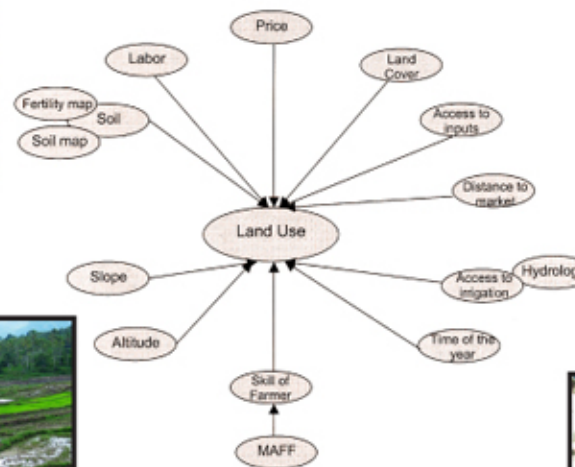 Price
Labor
Land
Cover
Fertility map
Soil
Soil map
Access to
inputs
Distance to
market
Land Use
Slope
Access to
irrigation
Hydrolog
Altitude
Time of the
year
Skill of
Farmer
MAFF